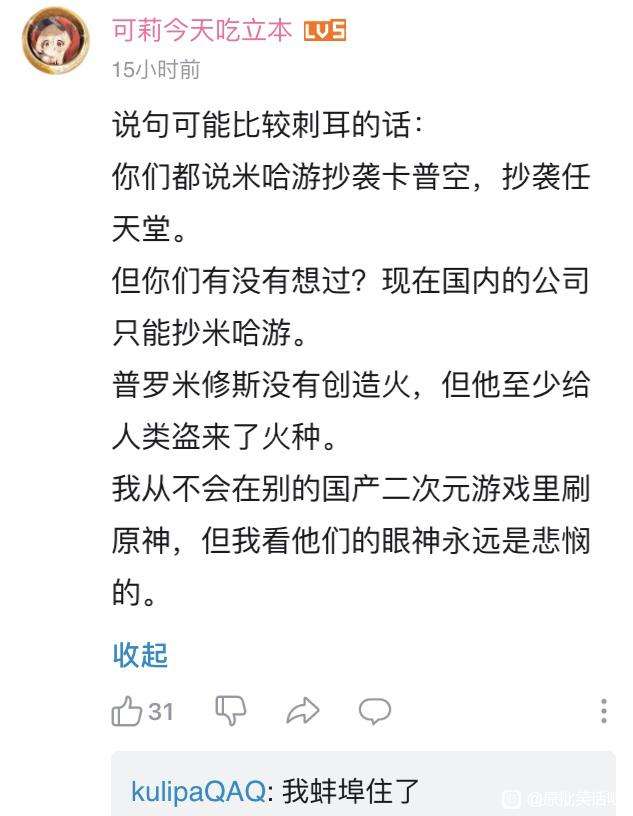 可莉今天吃立本 LV5
15小时前
说句可能比较刺耳的话：
你们都说米哈游抄袭卡普空，抄袭任
天堂。
但你们有没有想过？现在国内的公司
只能抄米哈游。
普罗米修斯没有创造火，但他至少给
人类盗来了火种。
我从不会在别的国产二次元游戏里刷
原神，但我看他们的眼神永远是悲悯
的。
收起
31
kulipaQAQ: 我蚌埠住了